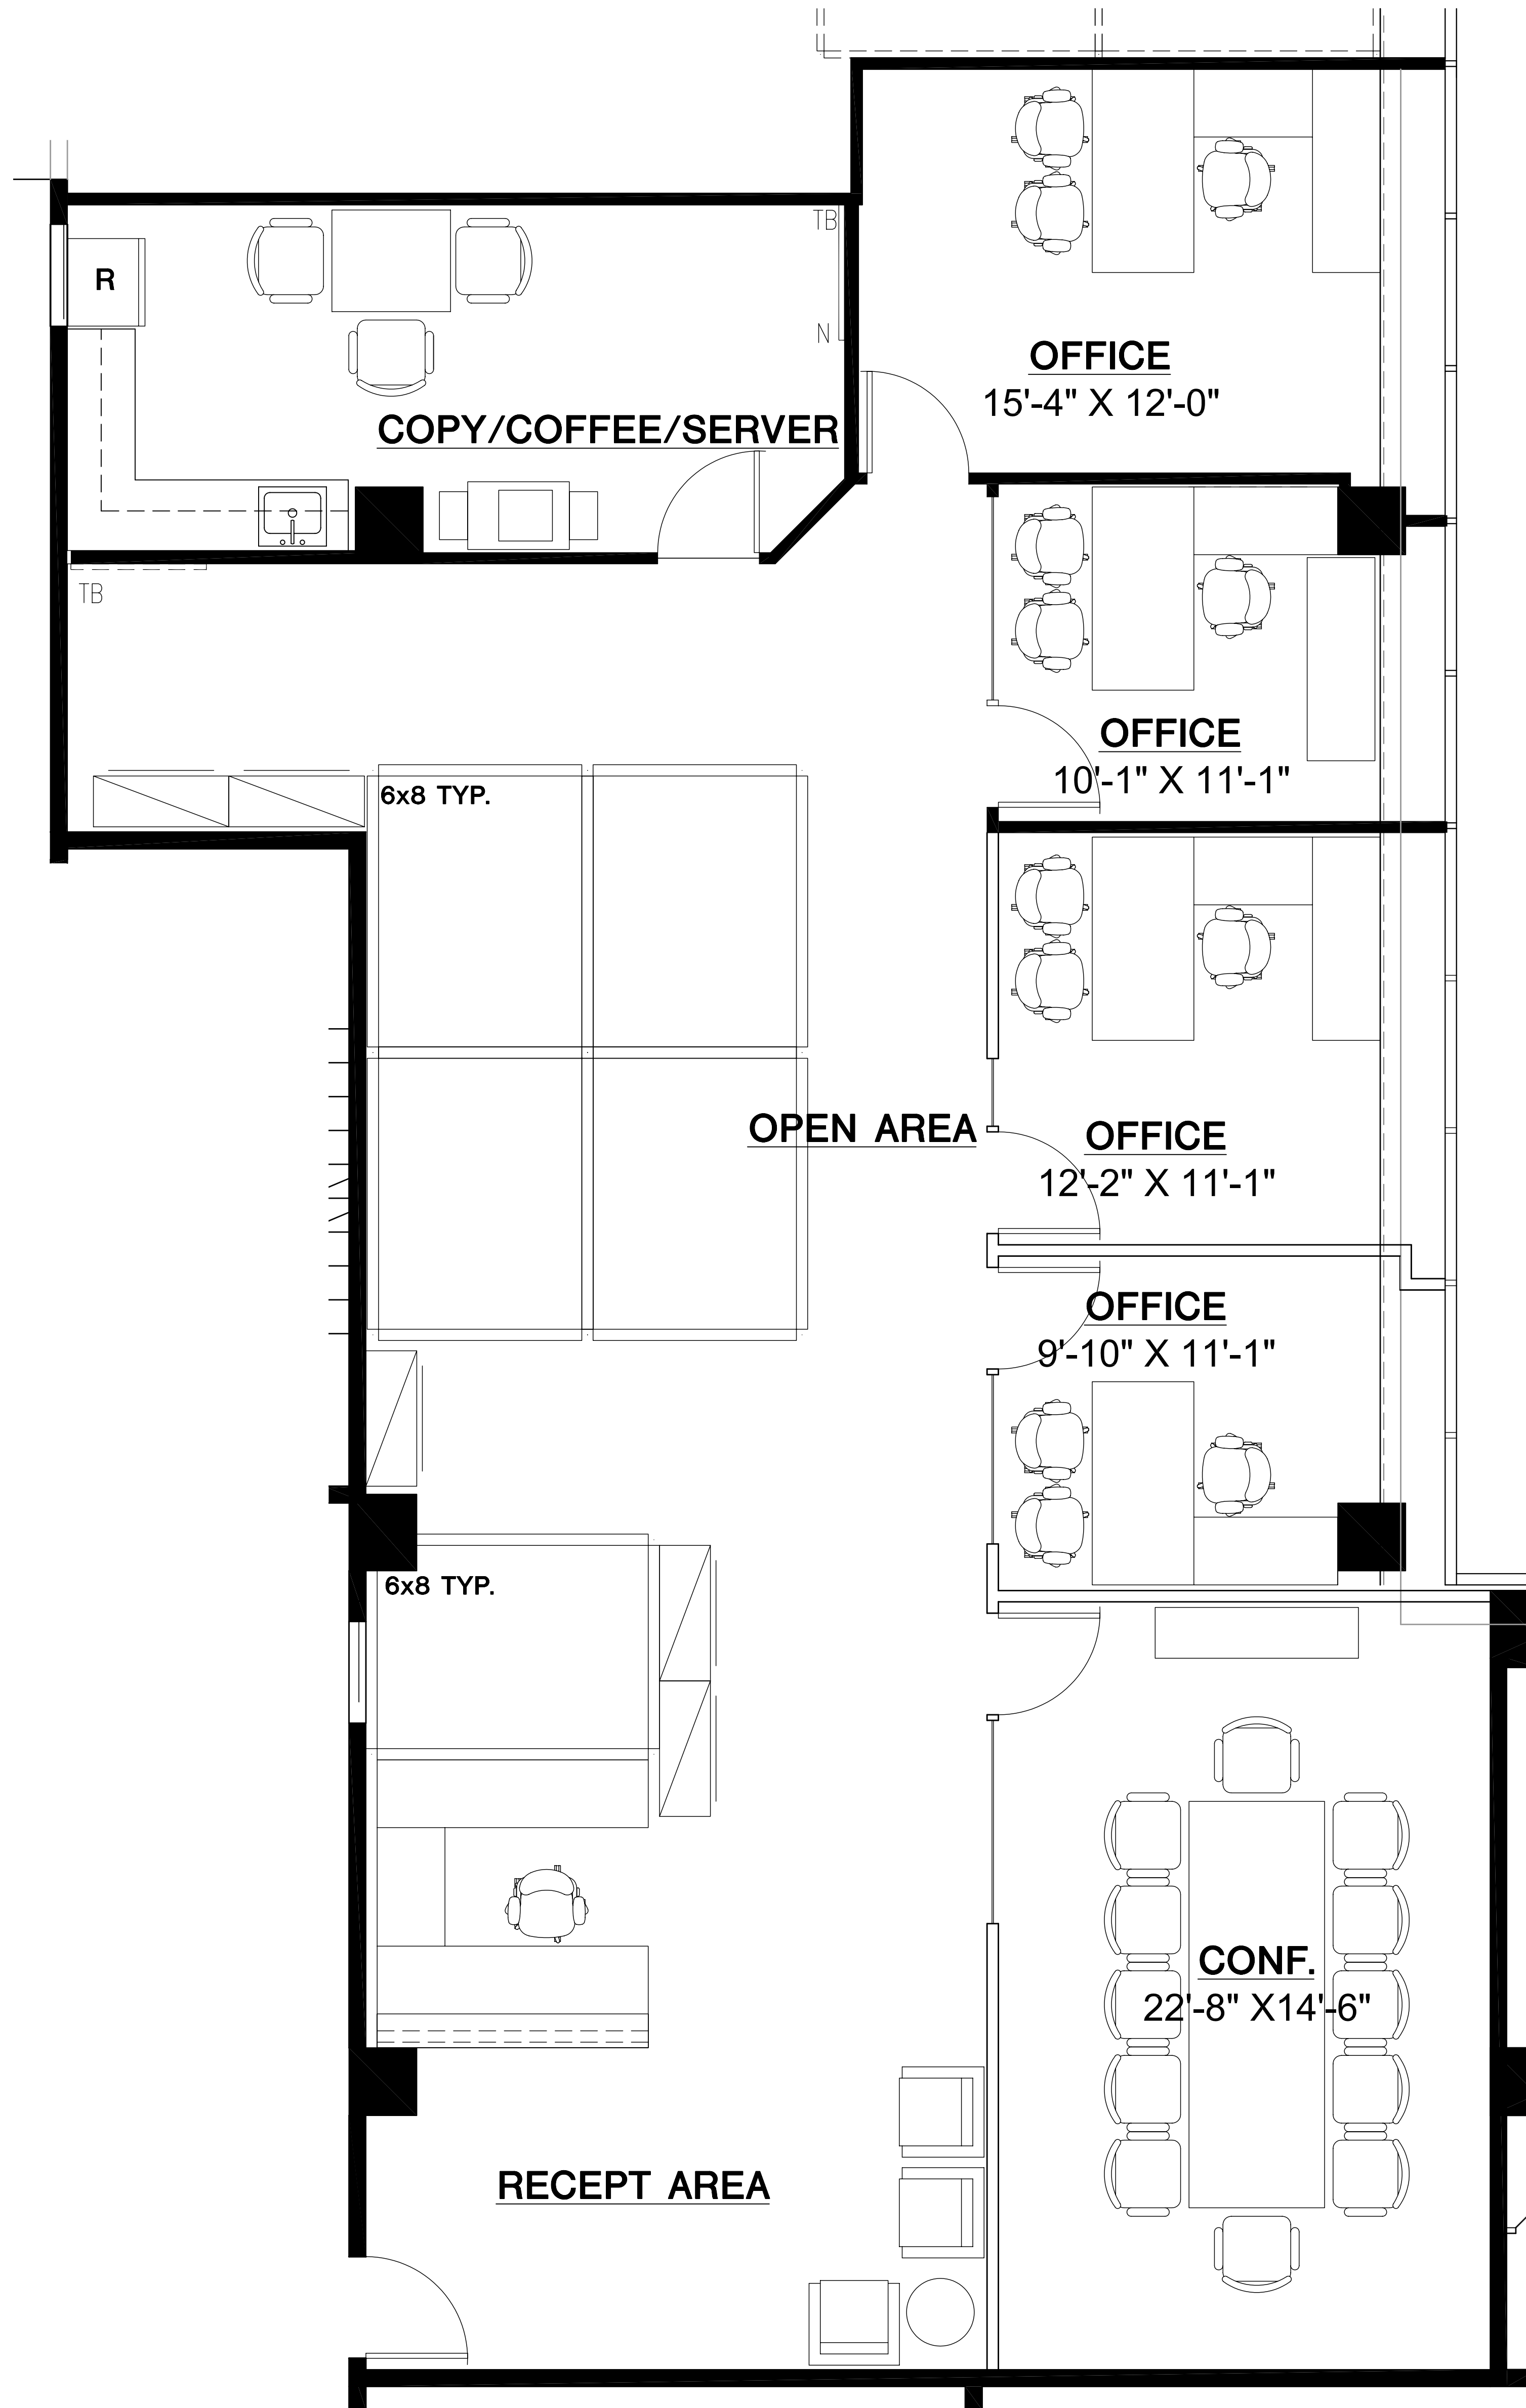 TB
R
N
OFFICE
15'-4" X 12'-0"
COPY/COFFEE/SERVER
TB
OFFICE
10'-1" X 11'-1"
6x8 TYP.
OPEN AREA
OFFICE
12'-2" X 11'-1"
OFFICE
9'-10" X 11'-1"
6x8 TYP.
CONF.
22'-8" X14'-6"
RECEPT AREA